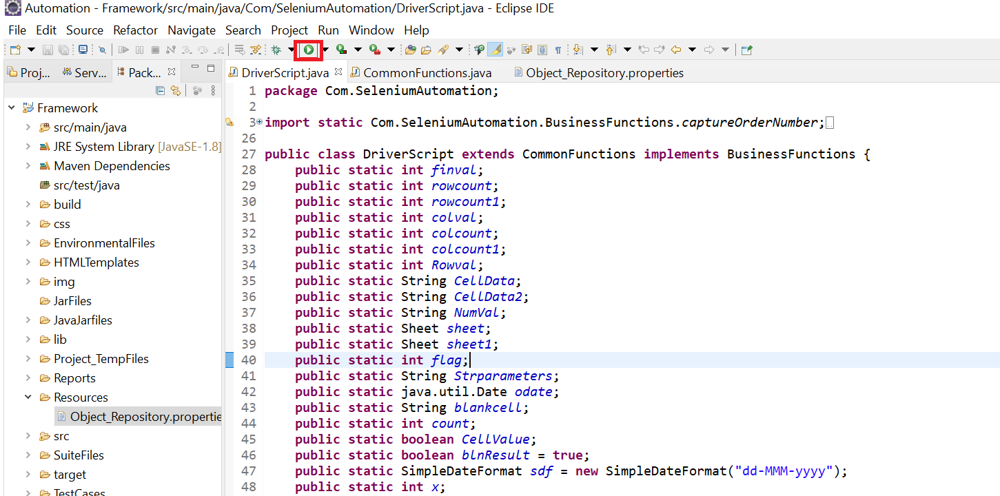 Automation - Framework/src/main/java/Com/SeleniumAutomation/DriverScript.java - Eclipse IDE
File Edit Source Refactor Navigate Search Project Run Window Help
Proj... Serv... Pack...
Framework
src/main/java
JRE System Library [JavaSE-1.8]
Maven Dependencies
src/test/java
build
css
EnvironmentalFiles
HTMLTemplates
img
JarFiles
JavaJarfiles
lib
Project_TempFiles
Reports
Resources
Object_Repository.propertie
src
SuiteFiles
target
TestCases
DriverScript.java CommonFunctions.java Object_Repository.properties
1 package Com.SeleniumAutomation;
2
3 import static Com.SeleniumAutomation.BusinessFunctions.captureOrderNumber;
26
27 public class DriverScript extends CommonFunctions implements BusinessFunctions {
28 public static int finval;
29 public static int rowcount;
30 public static int rowcount1;
31 public static int colval;
32 public static int colcount;
33 public static int colcount1;
34 public static int Rowval;
35 public static String CellData;
36 public static String CellData2;
37 public static String NumVal;
38 public static Sheet sheet;
39 public static Sheet sheet1;
40 public static int flag;
41 public static String Strparameters;
42 public static java.util.Date odate;
43 public static String blankcell;
44 public static int count;
45 public static boolean CellValue;
46 public static boolean blnResult = true;
47 public static SimpleDateFormat sdf = new SimpleDateFormat("dd-MMM-yyyy");
48 public static int x;